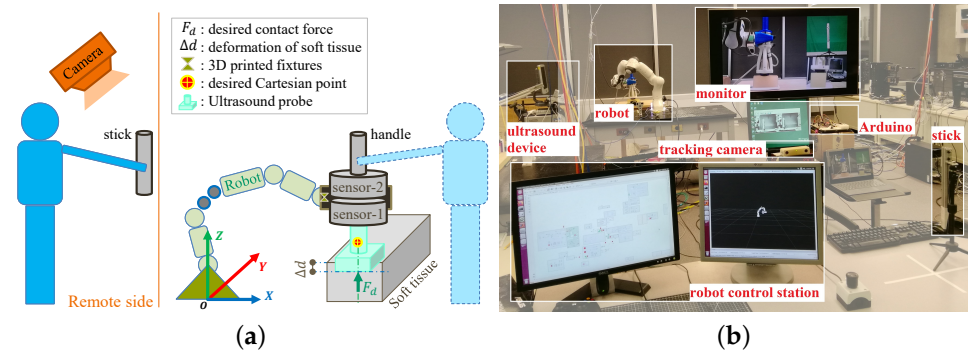 F_d : desired contact force
Δd : deformation of soft tissue
: 3D printed fixtures
: desired Cartesian point
: Ultrasound probe
Camera
stick
handle
Robot
sensor-2
sensor-1
Z
Y
X
o
Δd
F_d
Soft tissue
Remote side
(a)
monitor
robot
ultrasound
device
tracking camera
Arduino
stick
robot control station
(b)